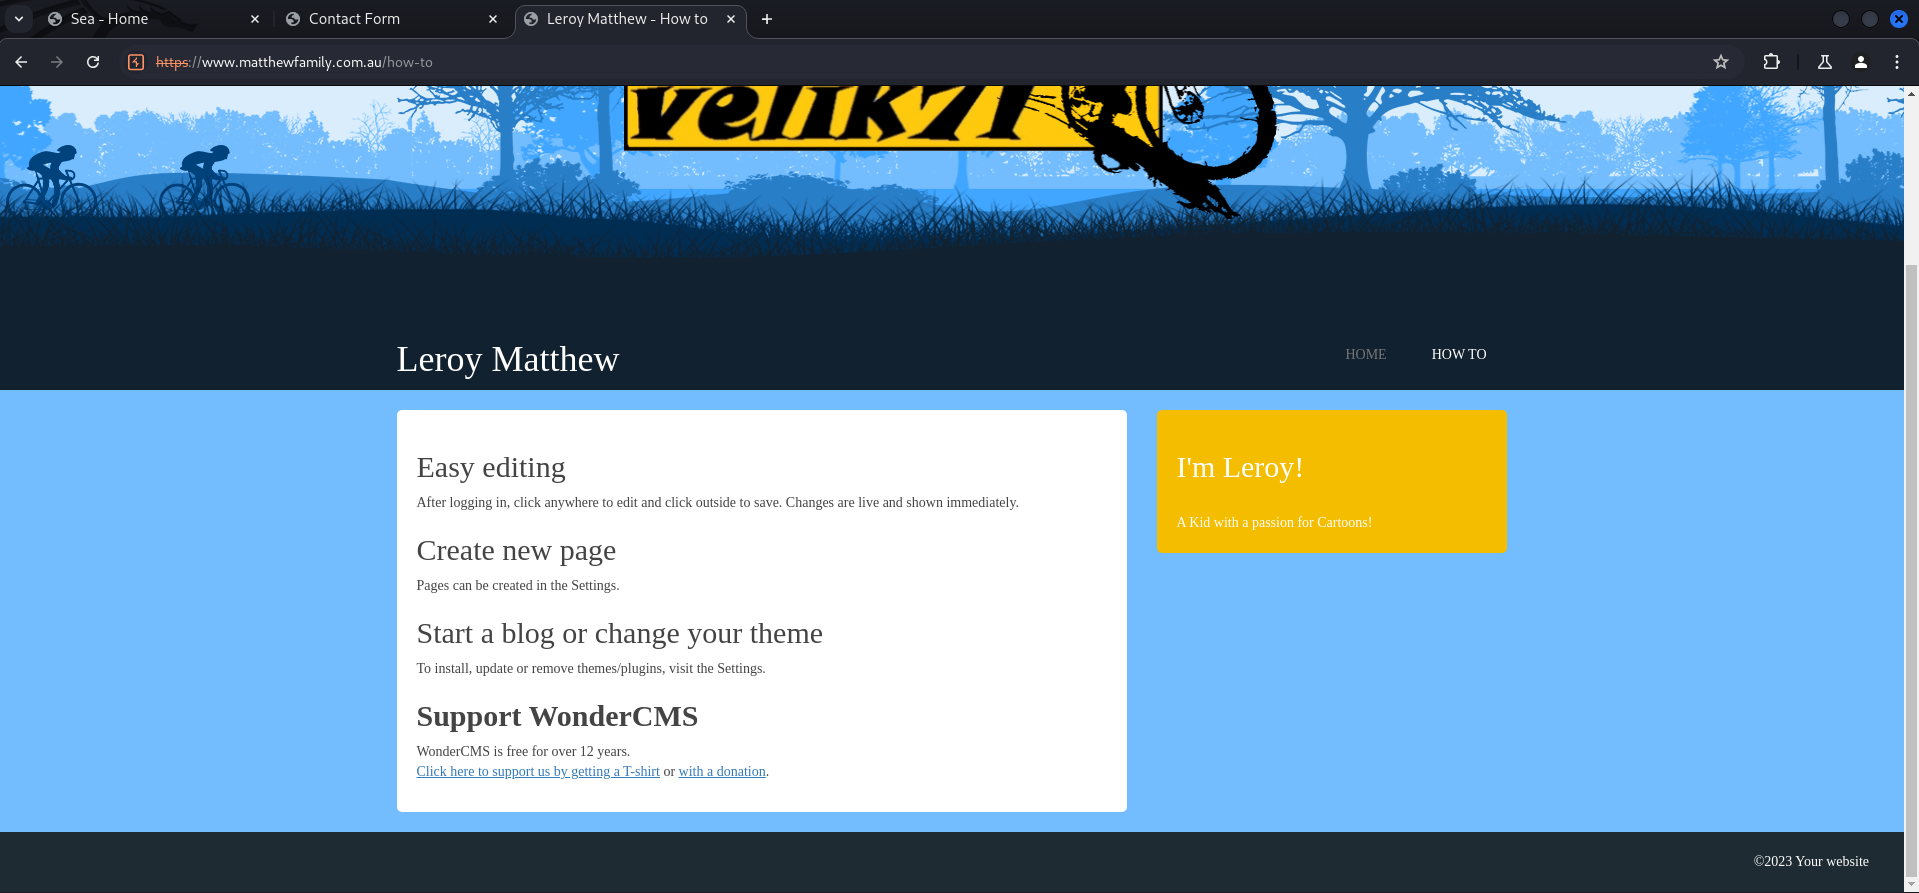 Sea - Home
Contact Form
Leroy Matthew - How to
https://www.matthewfamily.com.au/how-to
velik71
Leroy Matthew
HOME
HOW TO
Easy editing
After logging in, click anywhere to edit and click outside to save. Changes are live and shown immediately.
Create new page
Pages can be created in the Settings.
Start a blog or change your theme
To install, update or remove themes/plugins, visit the Settings.
Support WonderCMS
WonderCMS is free for over 12 years.
Click here to support us by getting a T-shirt or with a donation.
I'm Leroy!
A Kid with a passion for Cartoons!
©2023 Your website